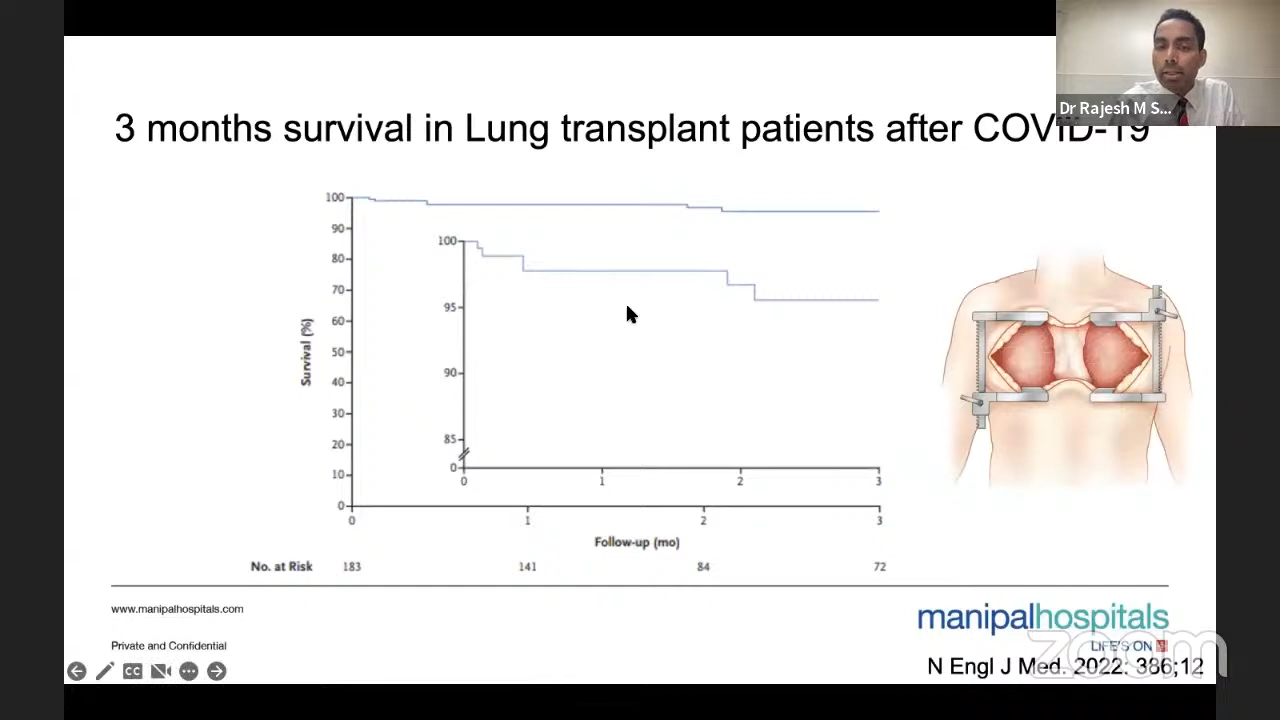 Dr Rajesh M S...
3 months survival in Lung transplant patients after COVID-19
100
90
80
70
60
50
40
30
20
10
0
Survival (%)
100
95
90
85
0
0 1 2 3
0 1 2 3
Follow-up (mo)
No. at Risk 183 141 84 72
www.manipalhospitals.com
manipalhospitals
LIFE'S ON
Private and Confidential
zoom
CC
N Engl J Med. 2022: 386;12